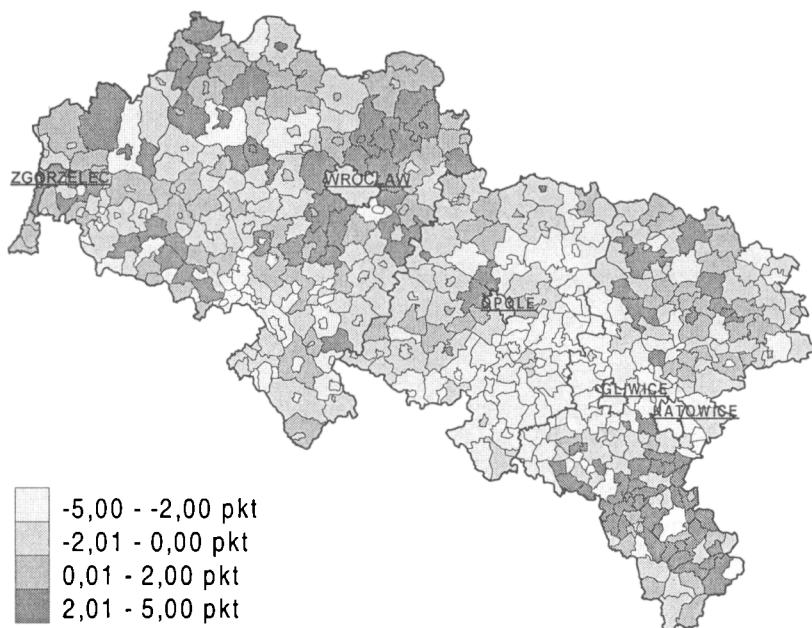 ZGORZELEC
WROCŁAW
OPOLE
GLIWICE
KATOWICE
-5,00 - -2,00 pkt
-2,01 - 0,00 pkt
0,01 - 2,00 pkt
2,01 - 5,00 pkt